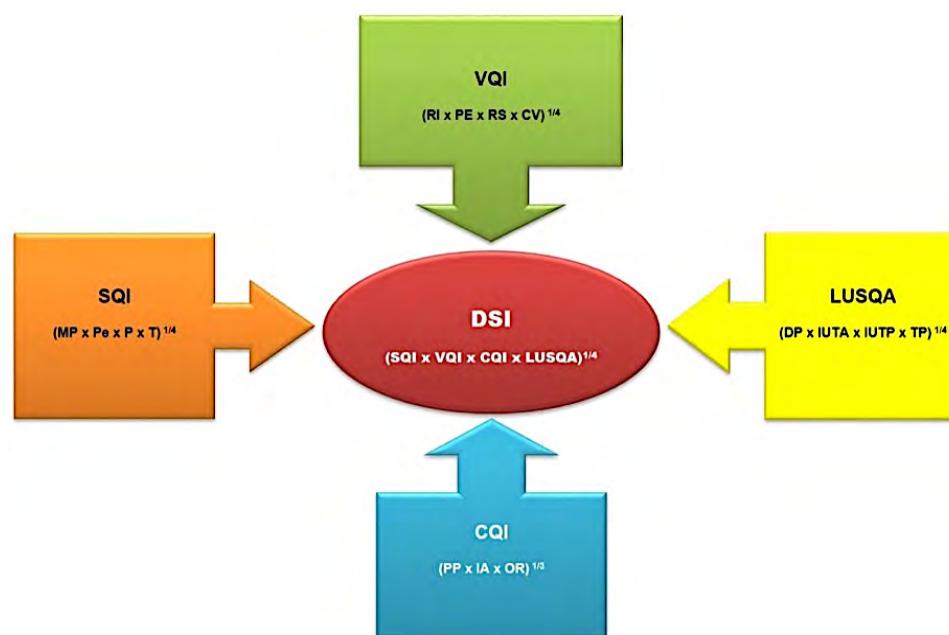 VQI
(RI x PE x RS x CV) 1/4
SQI
(MP x Pe x P x T) 1/4
DSI
(SQI x VQI x CQI x LUSQA)1/4
LUSQA
(DP x IUTA x IUTP x TP) 1/4
CQI
(PP x IA x OR) 1/3